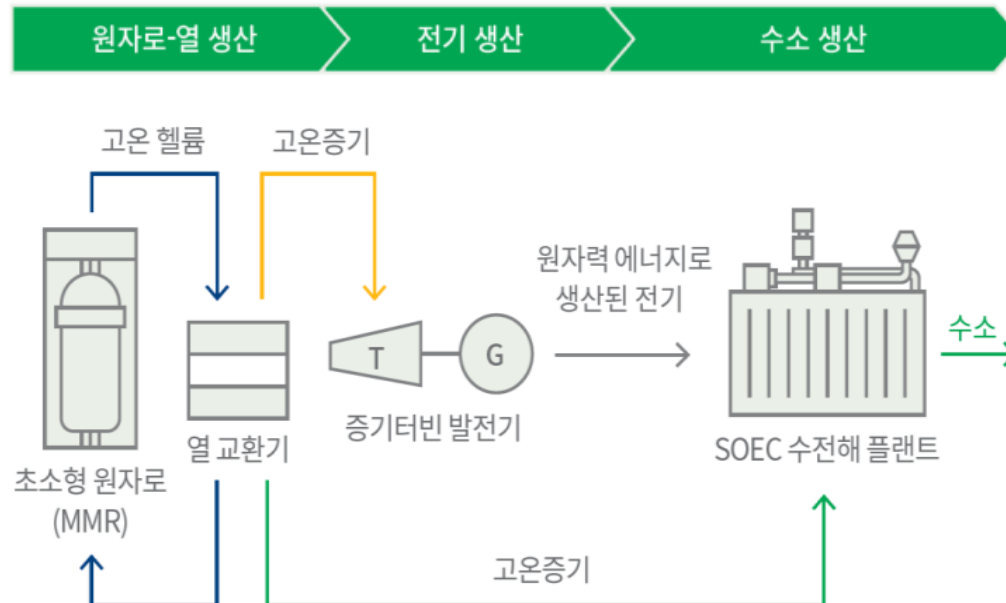 원자로-열 생산
전기 생산
수소 생산
고온 헬륨
고온증기
원자력 에너지로
생산된 전기
T
G
수소
증기터빈 발전기
열 교환기
SOEC 수전해 플랜트
초소형 원자로
(MMR)
고온증기